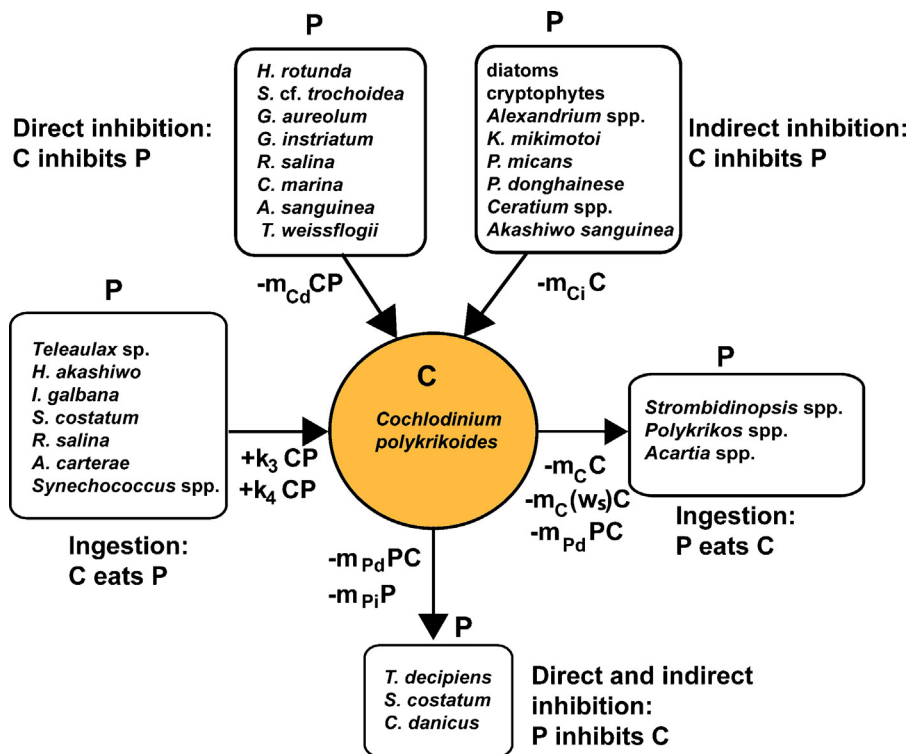 P
H. rotunda
S. cf. trochoidea
G. aureolum
G. instriatum
R. salina
C. marina
A. sanguinea
T. weissflogii
Direct inhibition:
C inhibits P
P
diatoms
cryptophytes
Alexandrium spp.
K. mikimotoi
P. micans
P. donghainese
Ceratium spp.
Akashiwo sanguinea
Indirect inhibition:
C inhibits P
-mCdCP
-mCiC
P
Teleaulax sp.
H. akashiwo
I. galbana
S. costatum
R. salina
A. carterae
Synechococcus spp.
Ingestion:
C eats P
+k3 CP
+k4 CP
C
Cochlodinium
polykrikoides
-mCC
-mC(ws)C
-mPdPC
P
Strombidinopsis spp.
Polykrikos spp.
Acartia spp.
Ingestion:
P eats C
-mPdPC
-mPiP
P
T. decipiens
S. costatum
C. danicus
Direct and indirect
inhibition:
P inhibits C